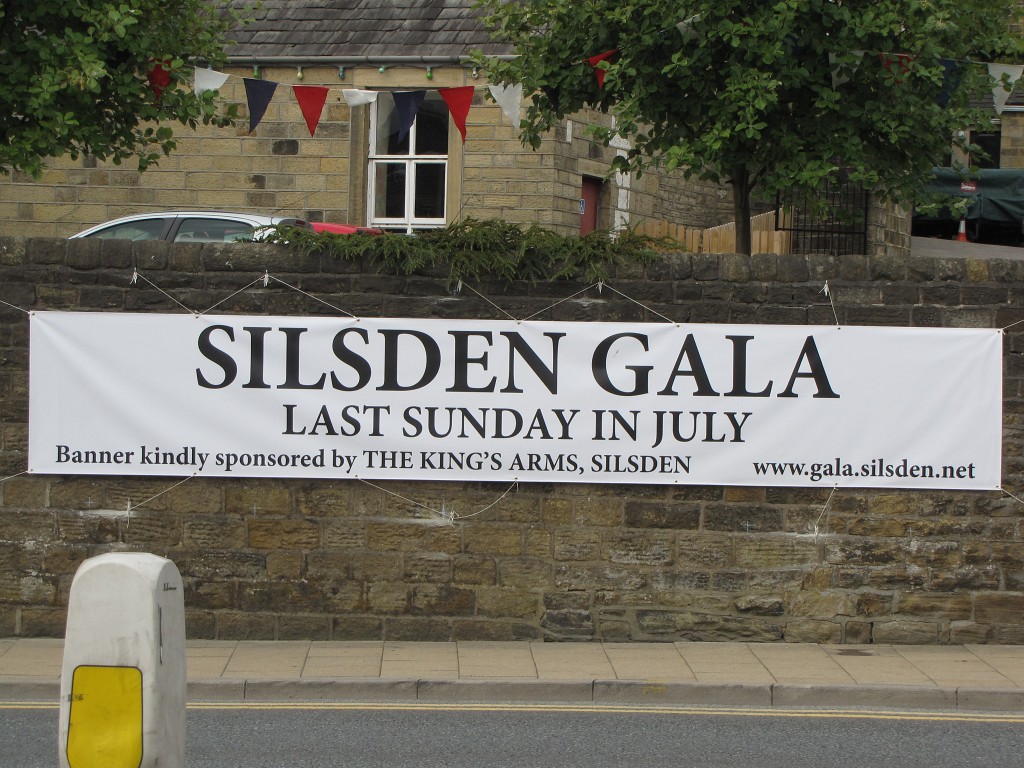 SILSDEN GALA
LAST SUNDAY IN JULY
Banner kindly sponsored by THE KING'S ARMS, SILSDEN www.gala.silsden.net